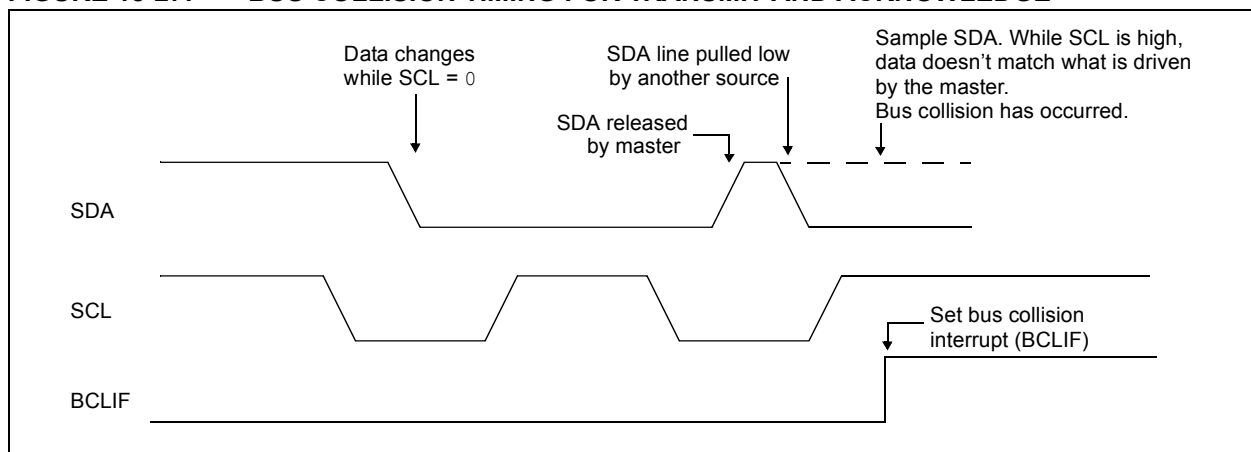 Data changes
while SCL = 0
SDA line pulled low
by another source
Sample SDA. While SCL is high,
data doesn't match what is driven
by the master.
Bus collision has occurred.
SDA released
by master
SDA
SCL
Set bus collision
interrupt (BCLIF)
BCLIF